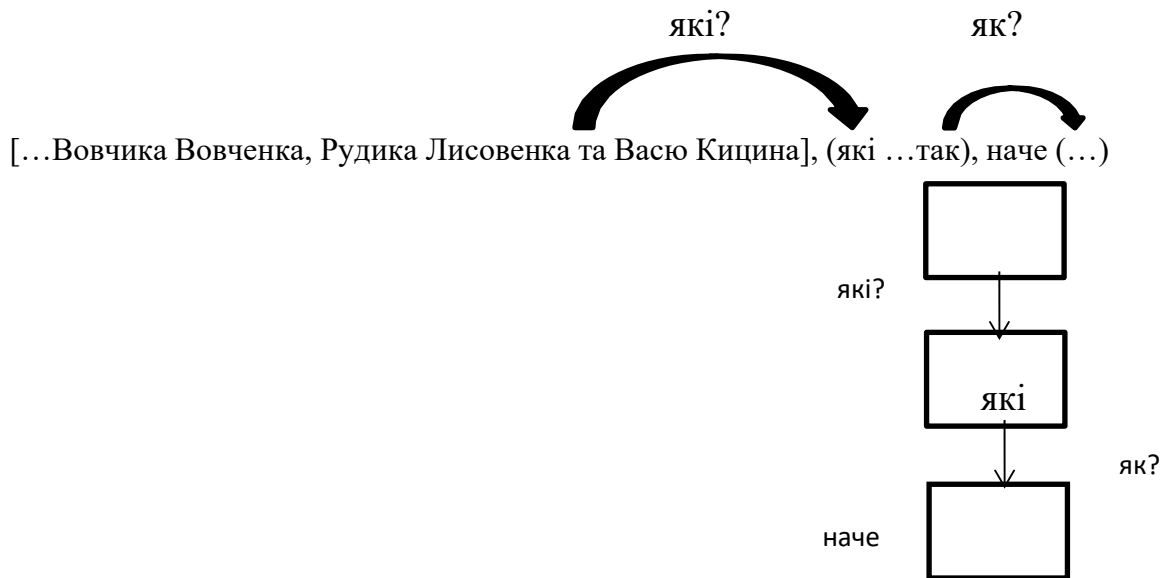 які? як?
[…Вовчика Вовченка, Рудика Лисовенка та Васю Кицина], (які …так), наче (…)
які?
які
як?
наче